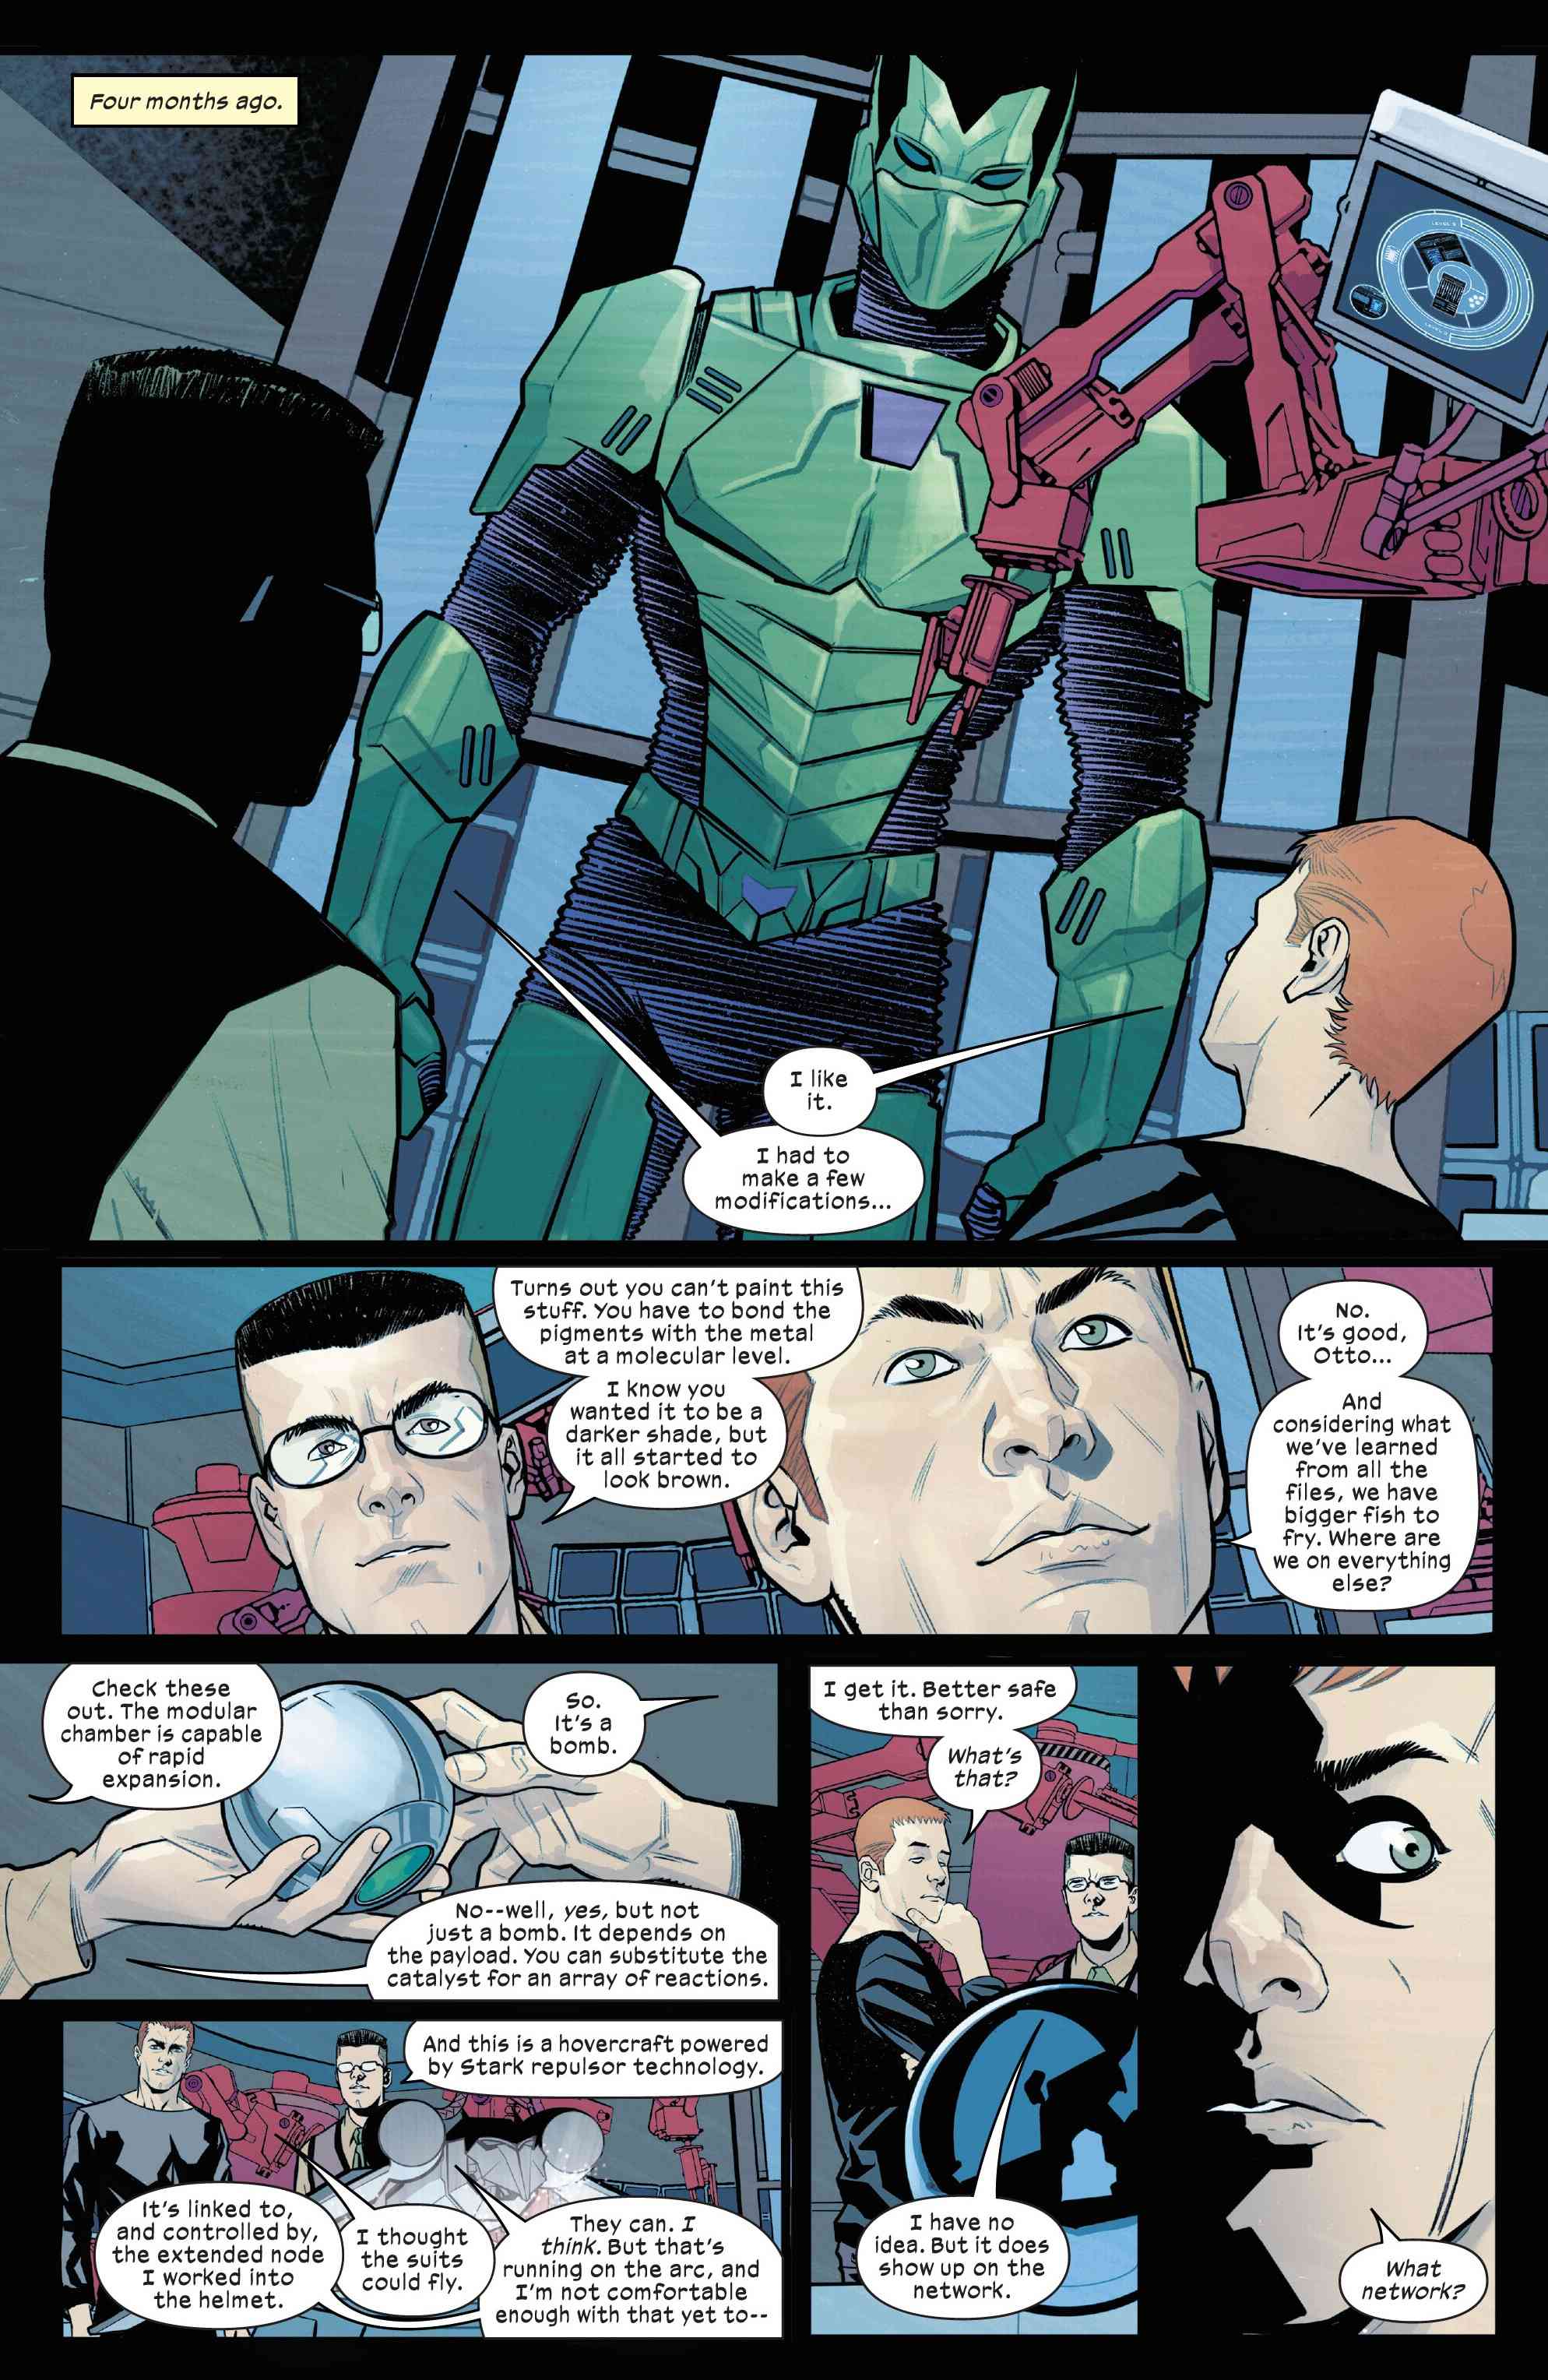 Four months ago.
I like
it.
I had to
make a few
modifications...
Turns out you can't paint this
stuff. You have to bond the
pigments with the metal
at a molecular level.
I know you
wanted it to be a
darker shade, but
it all started to
look brown.
No.
It's good,
Otto...
And
considering what
we've learned
from all the
files, we have
bigger fish to
fry. Where are
we on everything
else?
Check these
out. The modular
chamber is capable
of rapid
expansion.
So.
It's a
bomb.
No--well, yes, but not
just a bomb. It depends on
the payload. You can substitute the
catalyst for an array of reactions.
And this is a hovercraft powered
by Stark repulsor technology.
It's linked to,
and controlled by,
the extended node
I worked into
the helmet.
I thought
the suits
could fly.
They can. I
think. But that's
running on the arc, and
I'm not comfortable
enough with that yet to--
I get it. Better safe
than sorry.
What's
that?
I have no
idea. But it does
show up on the
network.
What
network?